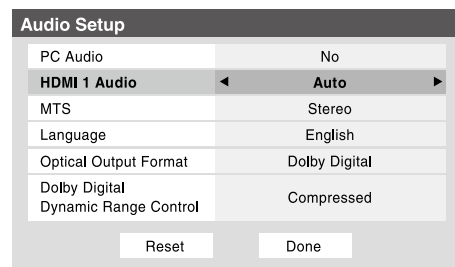 Audio Setup
PC Audio No
HDMI 1 Audio ◄ Auto ►
MTS Stereo
Language English
Optical Output Format Dolby Digital
Dolby Digital
Dynamic Range Control Compressed
Reset Done